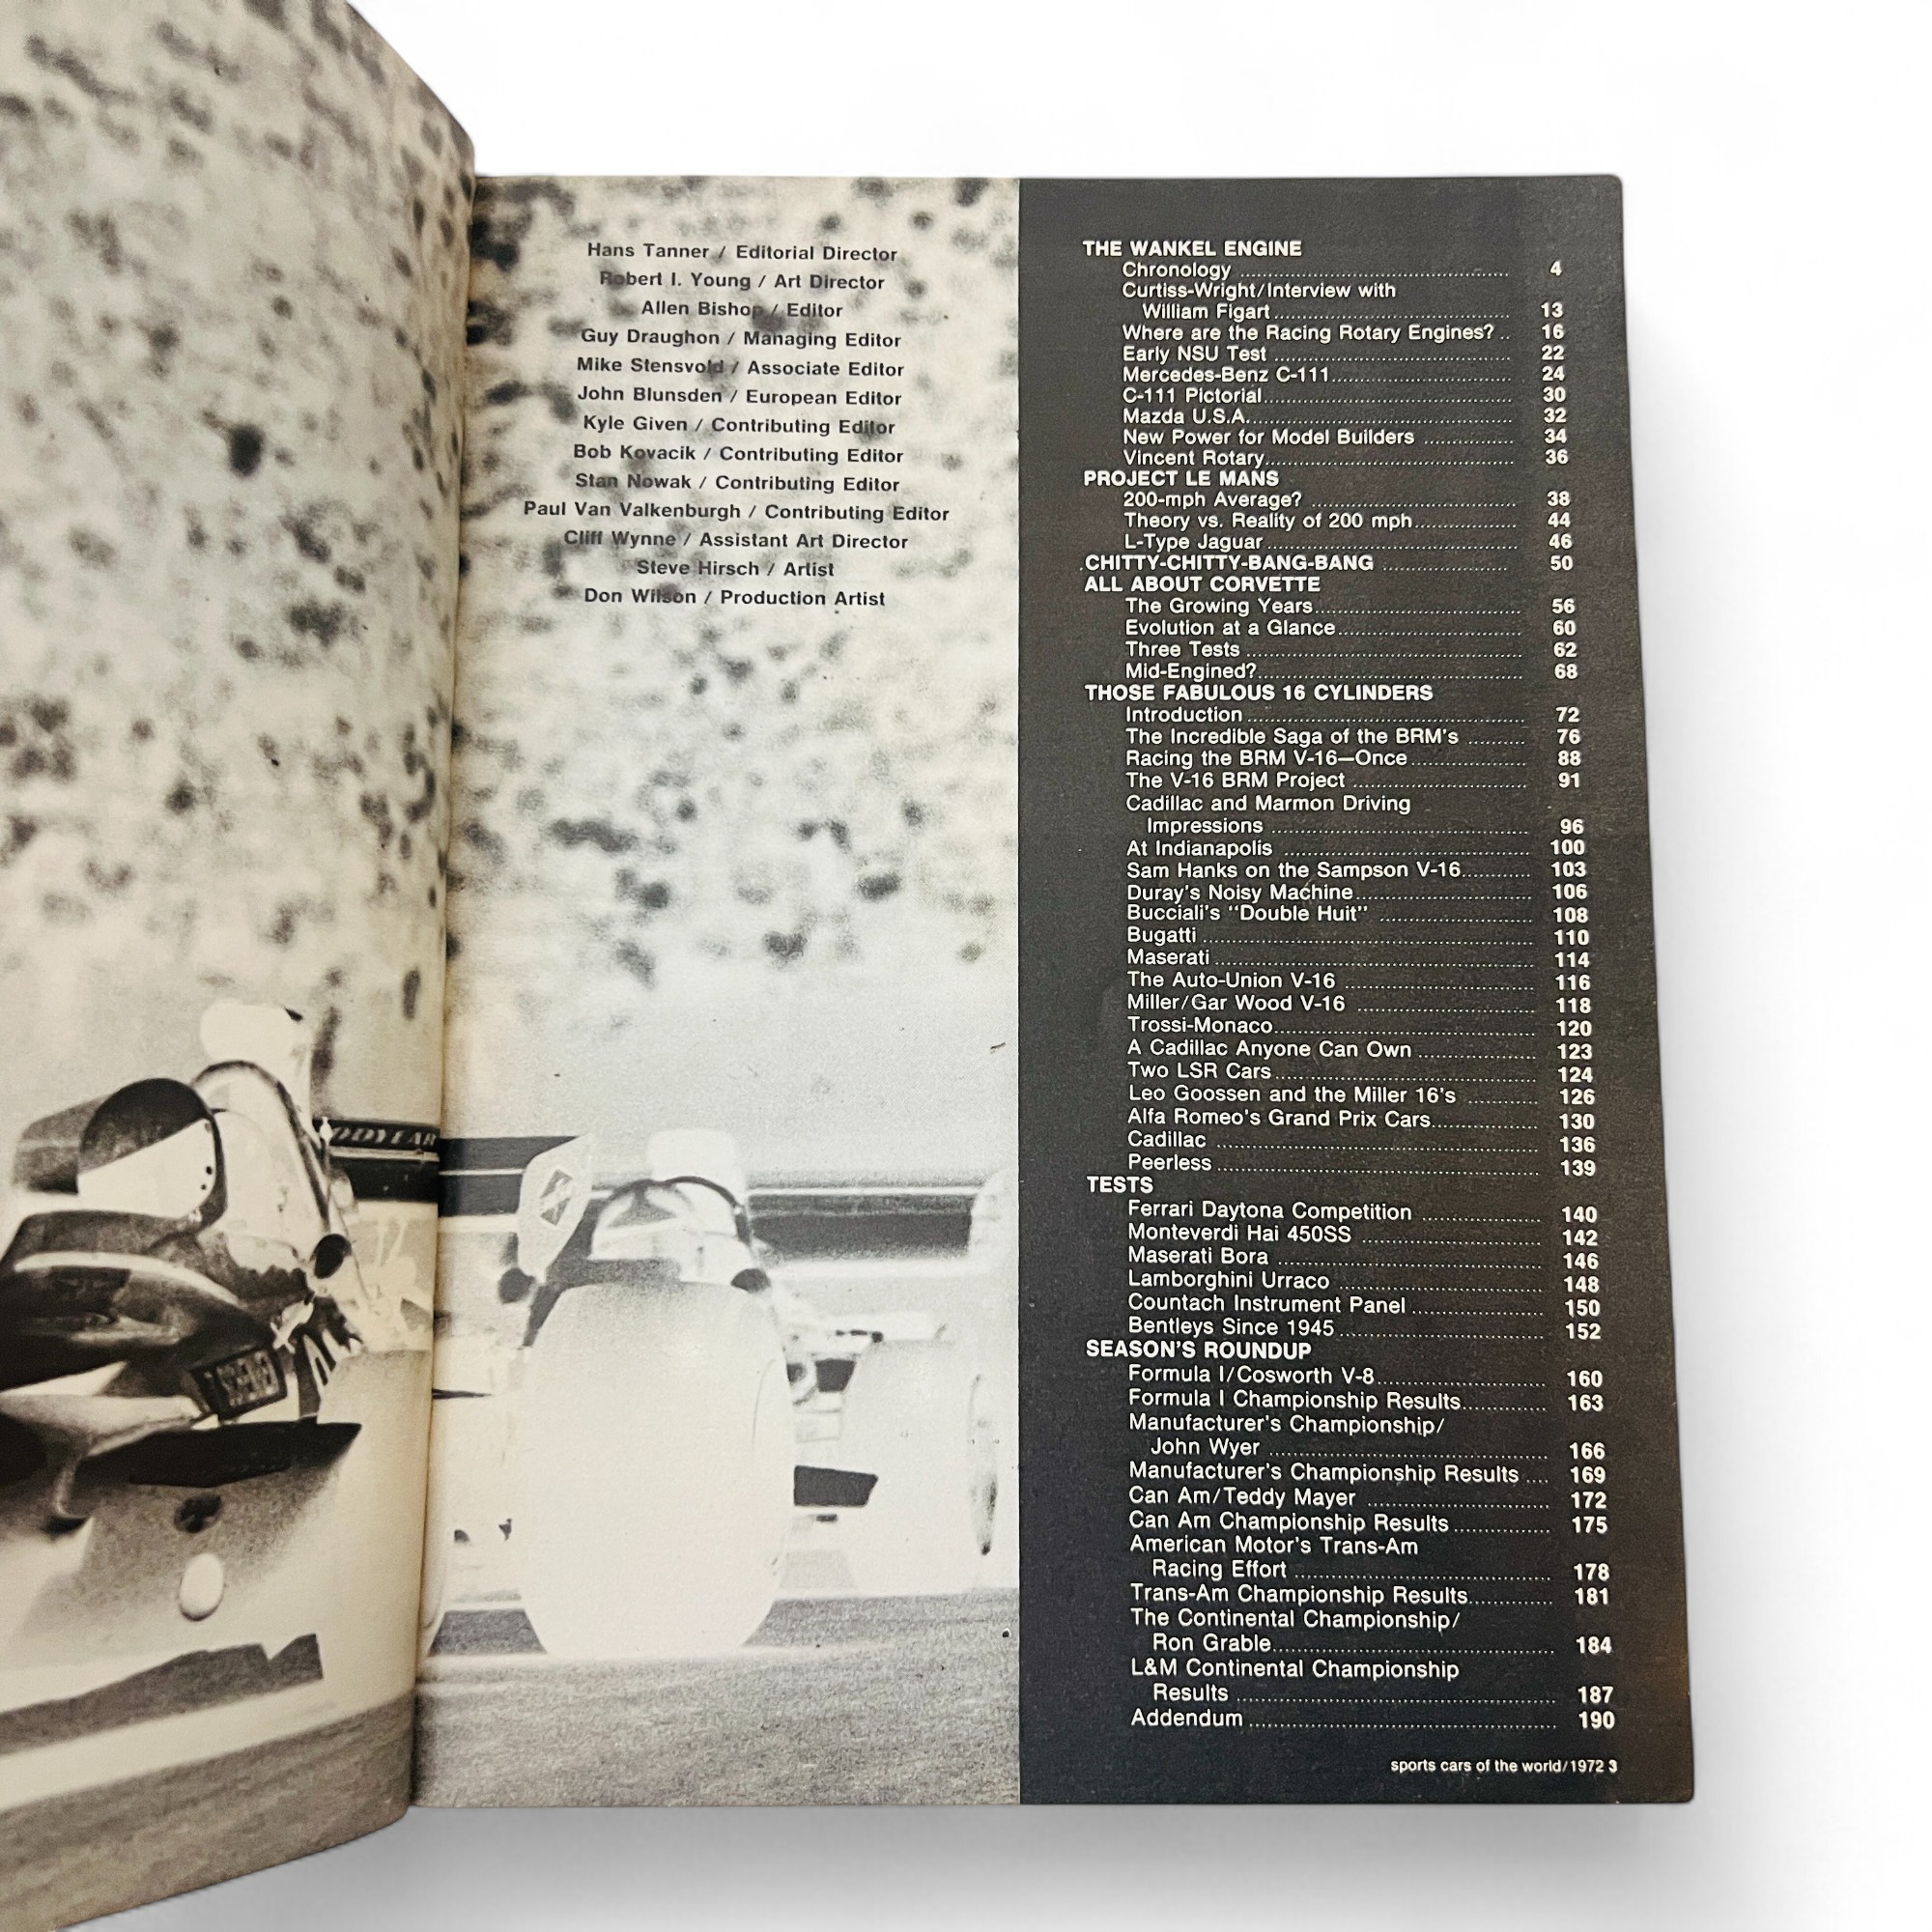 Hans Tanner / Editorial Director
Robert I. Young / Art Director
Allen Bishop / Editor
Guy Draughon / Managing Editor
Mike Stensvold / Associate Editor
John Blunsden / European Editor
Kyle Given / Contributing Editor
Bob Kovacik / Contributing Editor
Stan Nowak / Contributing Editor
Paul Van Valkenburgh / Contributing Editor
Cliff Wynne / Assistant Art Director
Steve Hirsch / Artist
Don Wilson / Production Artist
THE WANKEL ENGINE
Chronology 4
Curtiss-Wright/Interview with
William Figart 13
Where are the Racing Rotary Engines? 16
Early NSU Test 22
Mercedes-Benz C-111 24
C-111 Pictorial 30
Mazda U.S.A. 32
New Power for Model Builders 34
Vincent Rotary 36
PROJECT LE MANS
200-mph Average? 38
Theory vs. Reality of 200 mph 44
L-Type Jaguar 46
CHITTY-CHITTY-BANG-BANG 50
ALL ABOUT CORVETTE
The Growing Years 56
Evolution at a Glance 60
Three Tests 62
Mid-Engined? 68
THOSE FABULOUS 16 CYLINDERS
Introduction 72
The Incredible Saga of the BRM's 76
Racing the BRM V-16—Once 88
The V-16 BRM Project 91
Cadillac and Marmon Driving
Impressions 96
At Indianapolis 100
Sam Hanks on the Sampson V-16 103
Duray's Noisy Machine 106
Bucciali's "Double Huit" 108
Bugatti 110
Maserati 114
The Auto-Union V-16 116
Miller/Gar Wood V-16 118
Trossi-Monaco 120
A Cadillac Anyone Can Own 123
Two LSR Cars 124
Leo Goossen and the Miller 16's 126
Alfa Romeo's Grand Prix Cars 130
Cadillac 136
Peerless 139
TESTS
Ferrari Daytona Competition 140
Monteverdi Hai 450SS 142
Maserati Bora 146
Lamborghini Urraco 148
Countach Instrument Panel 150
Bentleys Since 1945 152
SEASON'S ROUNDUP
Formula I/Cosworth V-8 160
Formula I Championship Results 163
Manufacturer's Championship/
John Wyer 166
Manufacturer's Championship Results 169
Can Am/Teddy Mayer 172
Can Am Championship Results 175
American Motor's Trans-Am
Racing Effort 178
Trans-Am Championship Results 181
The Continental Championship/
Ron Grable 184
L&M Continental Championship
Results 187
Addendum 190
sports cars of the world/1972 3